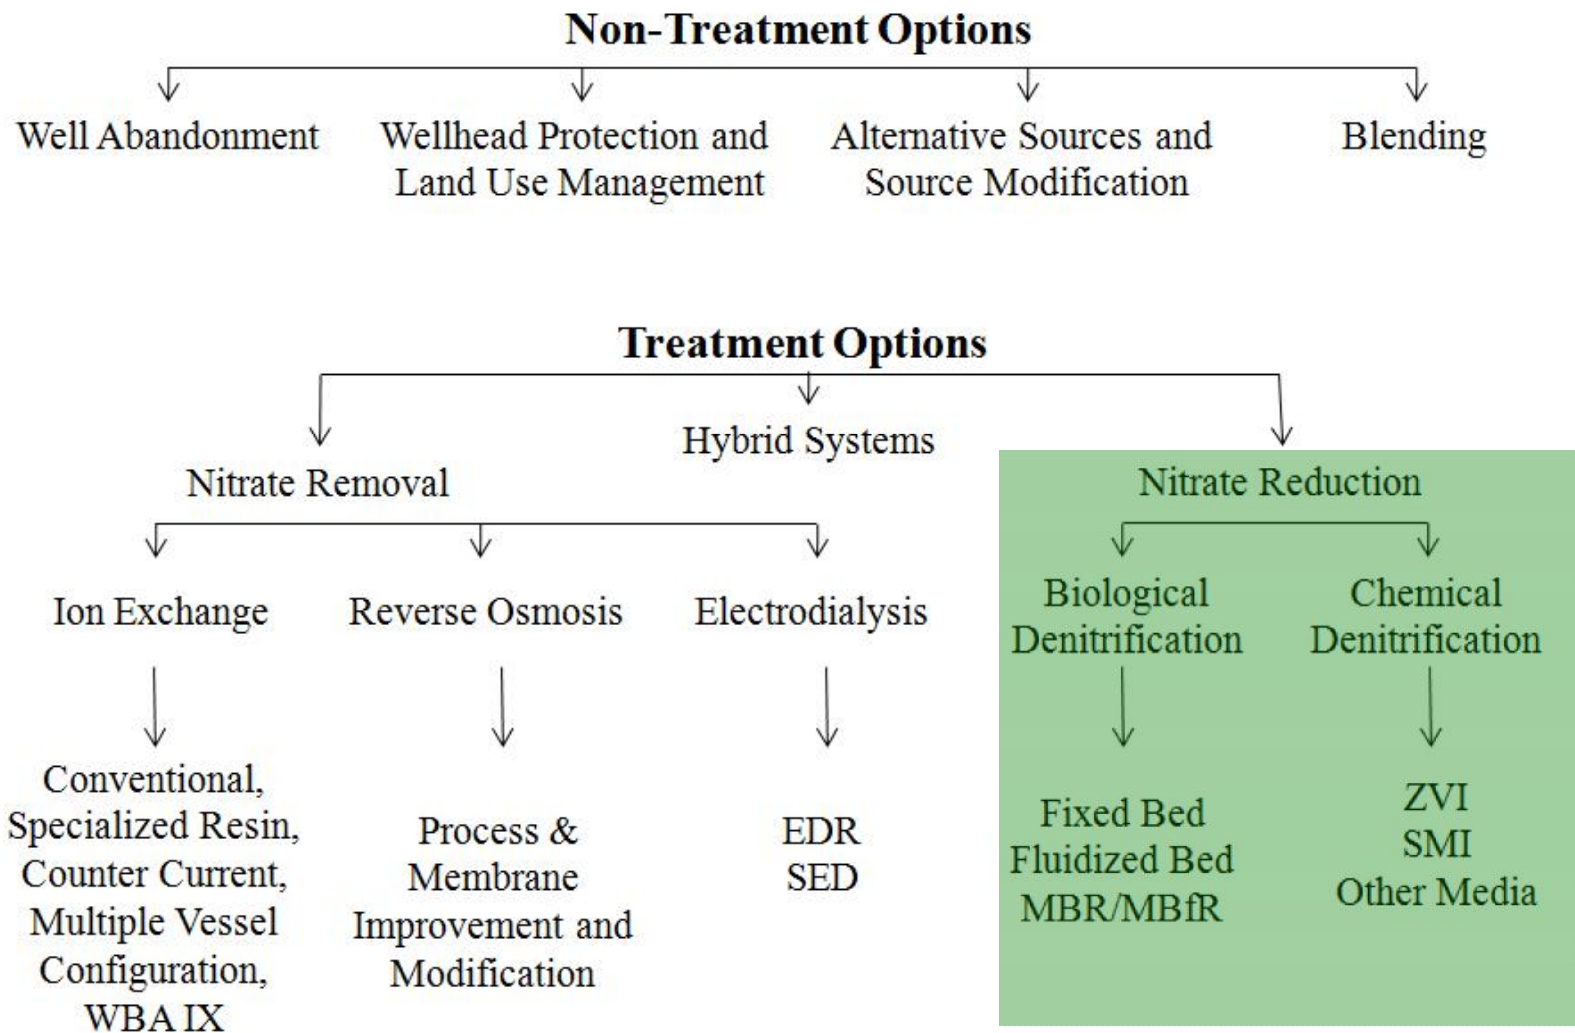 Non-Treatment Options
Well Abandonment
Wellhead Protection and
Land Use Management
Alternative Sources and
Source Modification
Blending
Treatment Options
Hybrid Systems
Nitrate Removal
Nitrate Reduction
Ion Exchange
Reverse Osmosis
Electrodialysis
Biological
Denitrification
Chemical
Denitrification
Conventional,
Specialized Resin,
Counter Current,
Multiple Vessel
Configuration,
WBA IX
Process &
Membrane
Improvement and
Modification
EDR
SED
Fixed Bed
Fluidized Bed
MBR/MBfR
ZVI
SMI
Other Media